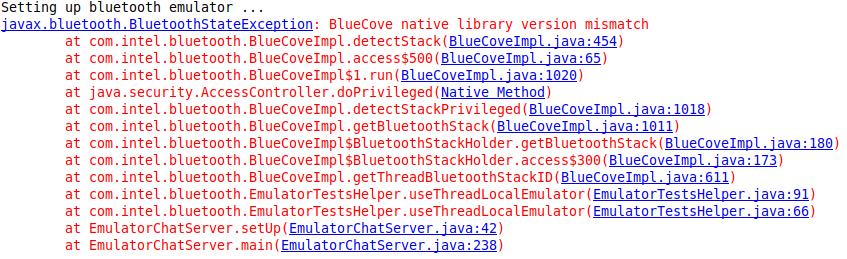 Setting up bluetooth emulator ...
javax.bluetooth.BluetoothStateException: BlueCove native library version mismatch
at com.intel.bluetooth.BlueCoveImpl.detectStack(BlueCoveImpl.java:454)
at com.intel.bluetooth.BlueCoveImpl.access$500(BlueCoveImpl.java:65)
at com.intel.bluetooth.BlueCoveImpl$1.run(BlueCoveImpl.java:1020)
at java.security.AccessController.doPrivileged(Native Method)
at com.intel.bluetooth.BlueCoveImpl.detectStackPrivileged(BlueCoveImpl.java:1018)
at com.intel.bluetooth.BlueCoveImpl.getBluetoothStack(BlueCoveImpl.java:1011)
at com.intel.bluetooth.BlueCoveImpl$BluetoothStackHolder.getBluetoothStack(BlueCoveImpl.java:180)
at com.intel.bluetooth.BlueCoveImpl$BluetoothStackHolder.access$300(BlueCoveImpl.java:173)
at com.intel.bluetooth.BlueCoveImpl.getThreadBluetoothStackID(BlueCoveImpl.java:611)
at com.intel.bluetooth.EmulatorTestsHelper.useThreadLocalEmulator(EmulatorTestsHelper.java:91)
at com.intel.bluetooth.EmulatorTestsHelper.useThreadLocalEmulator(EmulatorTestsHelper.java:66)
at EmulatorChatServer.setUp(EmulatorChatServer.java:42)
at EmulatorChatServer.main(EmulatorChatServer.java:238)